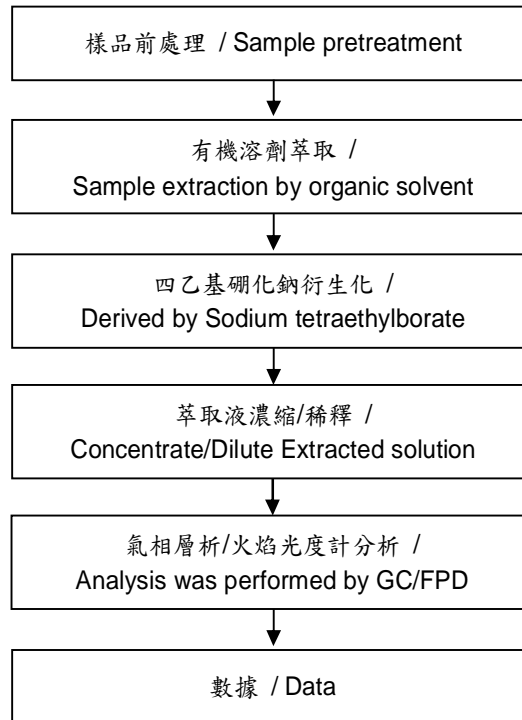 樣品前處理 / Sample pretreatment
有機溶劑萃取 /
Sample extraction by organic solvent
四乙基硼化鈉衍生化 /
Derived by Sodium tetraethylborate
萃取液濃縮/稀釋 /
Concentrate/Dilute Extracted solution
氣相層析/火焰光度計分析 /
Analysis was performed by GC/FPD
數據 / Data